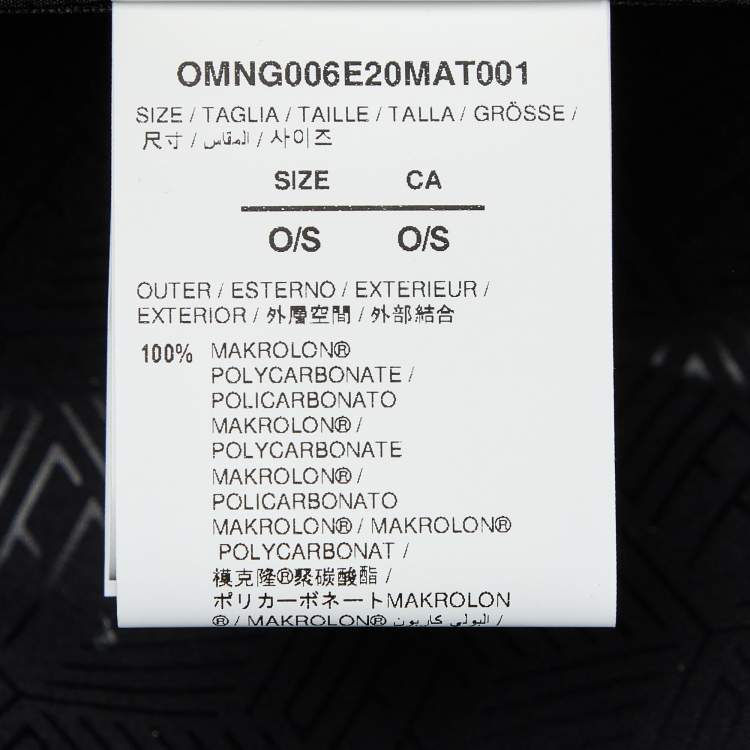 OMNG006E20MAT001
SIZE / TAGLIA / TAILLE / TALLA / GRÖSSE /
尺寸 / المقاس / 사이즈
SIZE CA
O/S O/S
OUTER / ESTERNO / EXTERIEUR /
EXTERIOR / 外層空間 / 外部結合
100% MAKROLON®
POLYCARBONATE /
POLICARBONATO
MAKROLON® /
POLYCARBONATE
MAKROLON® /
POLICARBONATO
MAKROLON® / MAKROLON®
POLYCARBONAT /
模克隆®聚碳酸酯 /
ポリカーボネートMAKROLON
® / MAKROLON® البولي كاربون /